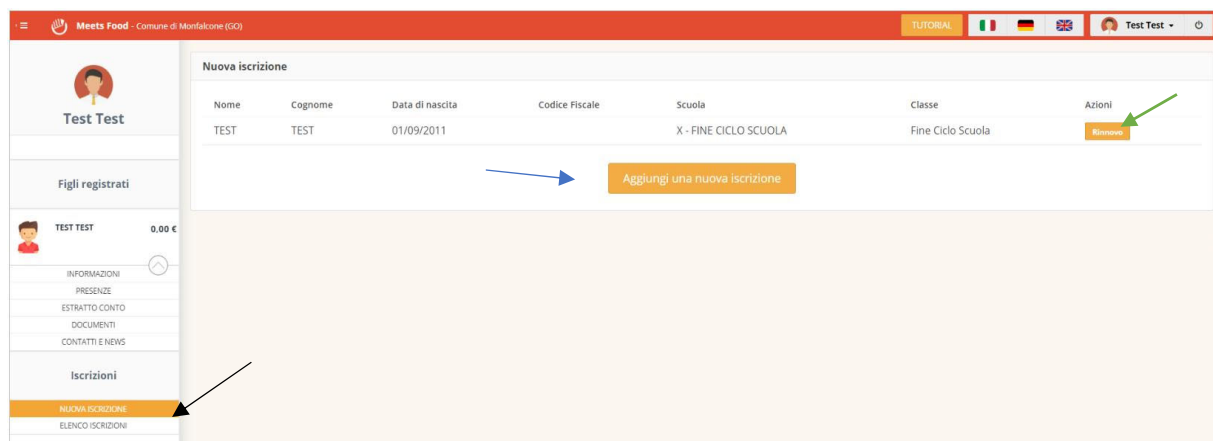 Meets Food - Comune di Monfalcone (GO)
TUTORIAL
Test Test
Test Test
Figli registrati
TEST TEST 0,00 €
INFORMAZIONI
PRESENZE
ESTRATTO CONTO
DOCUMENTI
CONTATTI E NEWS
Iscrizioni
NUOVA ISCRIZIONE
ELENCO ISCRIZIONI
Nuova iscrizione
Nome Cognome Data di nascita Codice Fiscale Scuola Classe Azioni
TEST TEST 01/09/2011 X - FINE CICLO SCUOLA Fine Ciclo Scuola Rinnovo
Aggiungi una nuova iscrizione